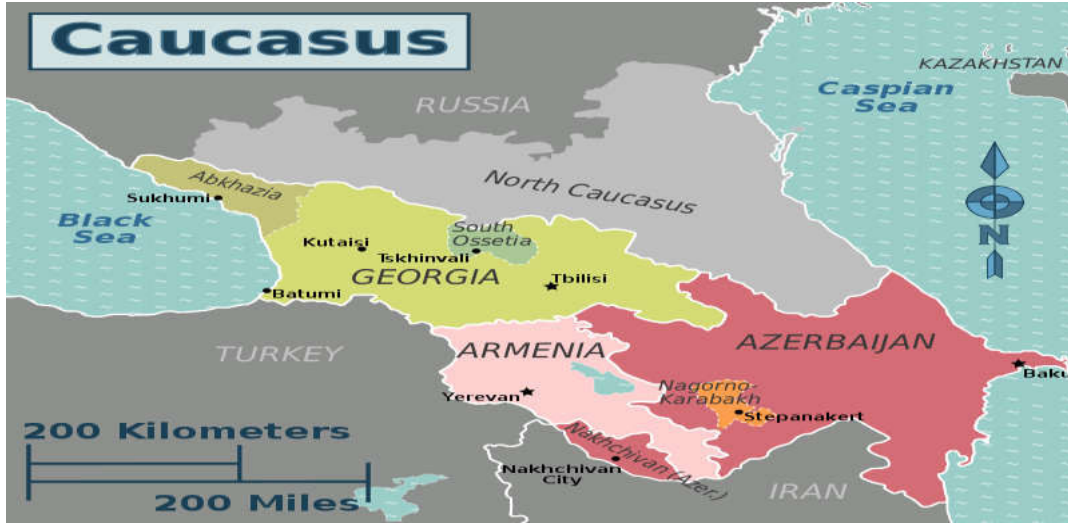 Caucasus
KAZAKHSTAN
RUSSIA
Caspian
Sea
North Caucasus
Abkhazia
Sukhumi
Black
Sea
South
Ossetia
Kutaisi
Tskhinvali
GEORGIA
Tbilisi
Batumi
N
TURKEY
ARMENIA
AZERBAIJAN
Baku
Nagorno-
Karabakh
Yerevan
Stepanakert
200 Kilometers
Nakhchivan (Azer.)
Nakhchivan
City
200 Miles
IRAN